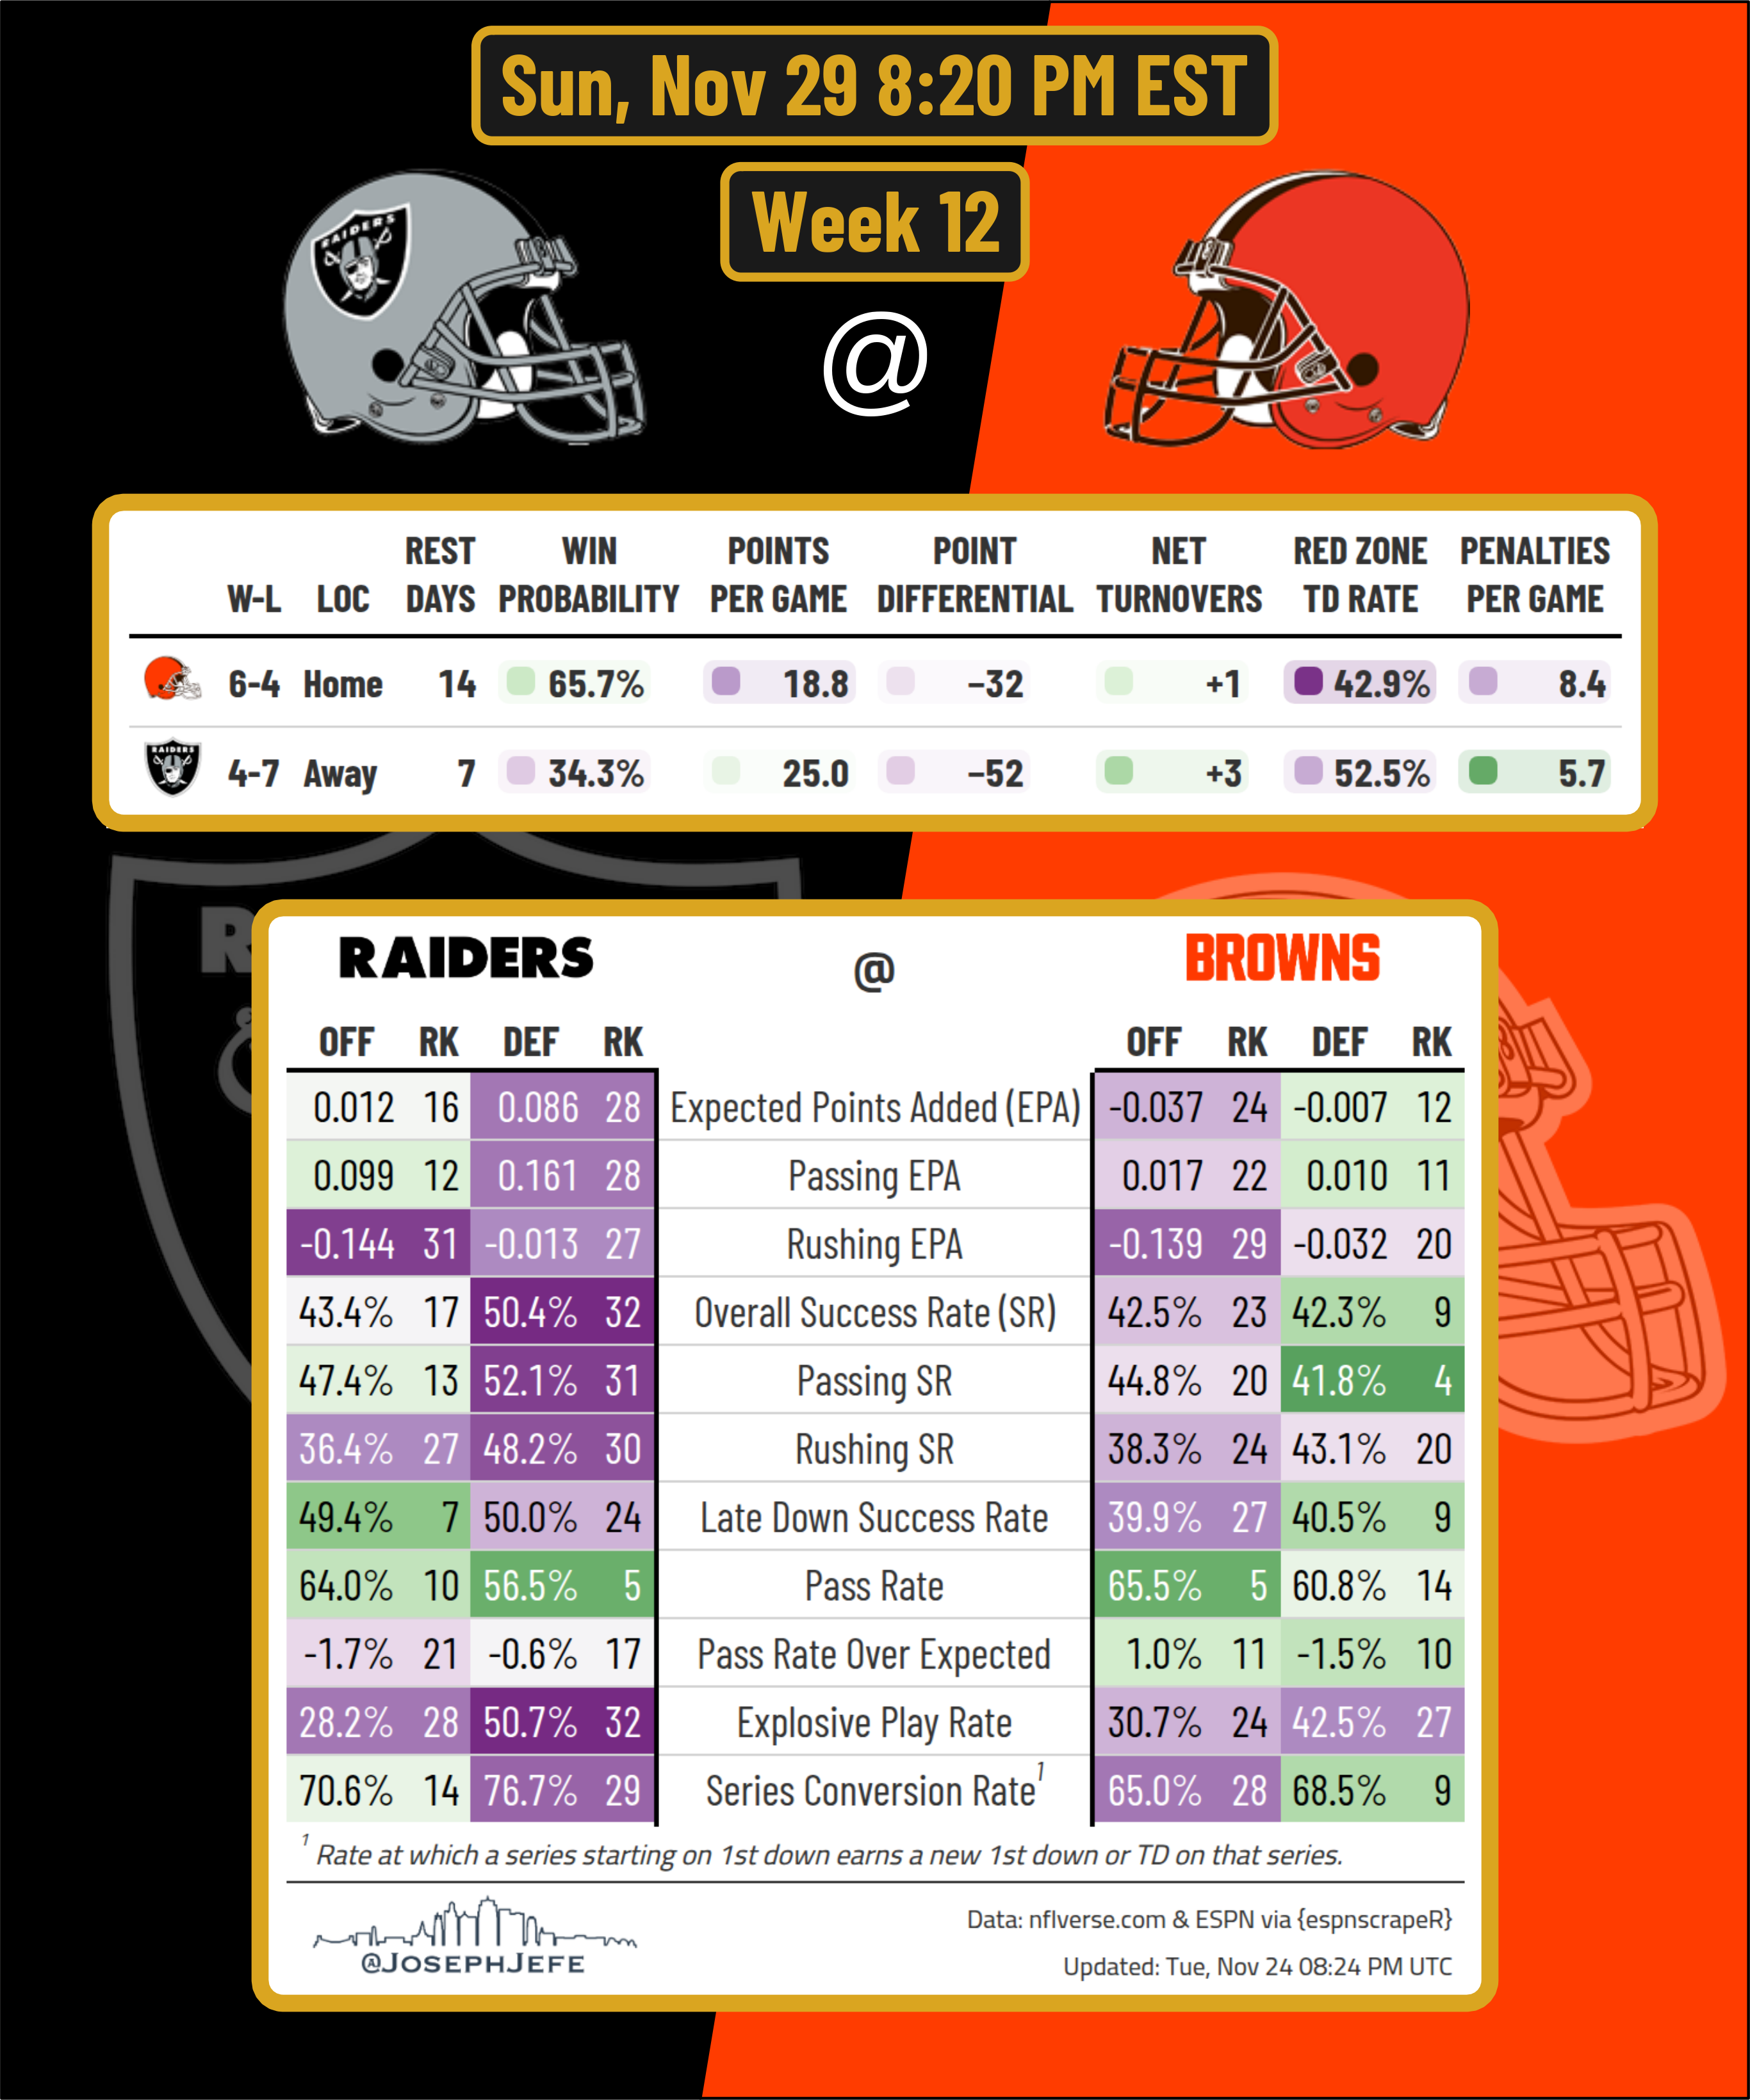 Sun, Nov 29 8:20 PM EST
Week 12
RAIDERS
@
REST WIN POINTS POINT NET RED ZONE PENALTIES
W-L LOC DAYS PROBABILITY PER GAME DIFFERENTIAL TURNOVERS TD RATE PER GAME
6-4 Home 14 65.7% 18.8 −32 +1 42.9% 8.4
RAIDERS 4-7 Away 7 34.3% 25.0 −52 +3 52.5% 5.7
RAIDERS @ BROWNS
OFF RK DEF RK OFF RK DEF RK
0.012 16 0.086 28 Expected Points Added (EPA) -0.037 24 -0.007 12
0.099 12 0.161 28 Passing EPA 0.017 22 0.010 11
-0.144 31 -0.013 27 Rushing EPA -0.139 29 -0.032 20
43.4% 17 50.4% 32 Overall Success Rate (SR) 42.5% 23 42.3% 9
47.4% 13 52.1% 31 Passing SR 44.8% 20 41.8% 4
36.4% 27 48.2% 30 Rushing SR 38.3% 24 43.1% 20
49.4% 7 50.0% 24 Late Down Success Rate 39.9% 27 40.5% 9
64.0% 10 56.5% 5 Pass Rate 65.5% 5 60.8% 14
-1.7% 21 -0.6% 17 Pass Rate Over Expected 1.0% 11 -1.5% 10
28.2% 28 50.7% 32 Explosive Play Rate 30.7% 24 42.5% 27
70.6% 14 76.7% 29 Series Conversion Rate¹ 65.0% 28 68.5% 9
¹ Rate at which a series starting on 1st down earns a new 1st down or TD on that series.
@JOSEPHJEFE
Data: nflverse.com & ESPN via {espnscrapeR}
Updated: Tue, Nov 24 08:24 PM UTC